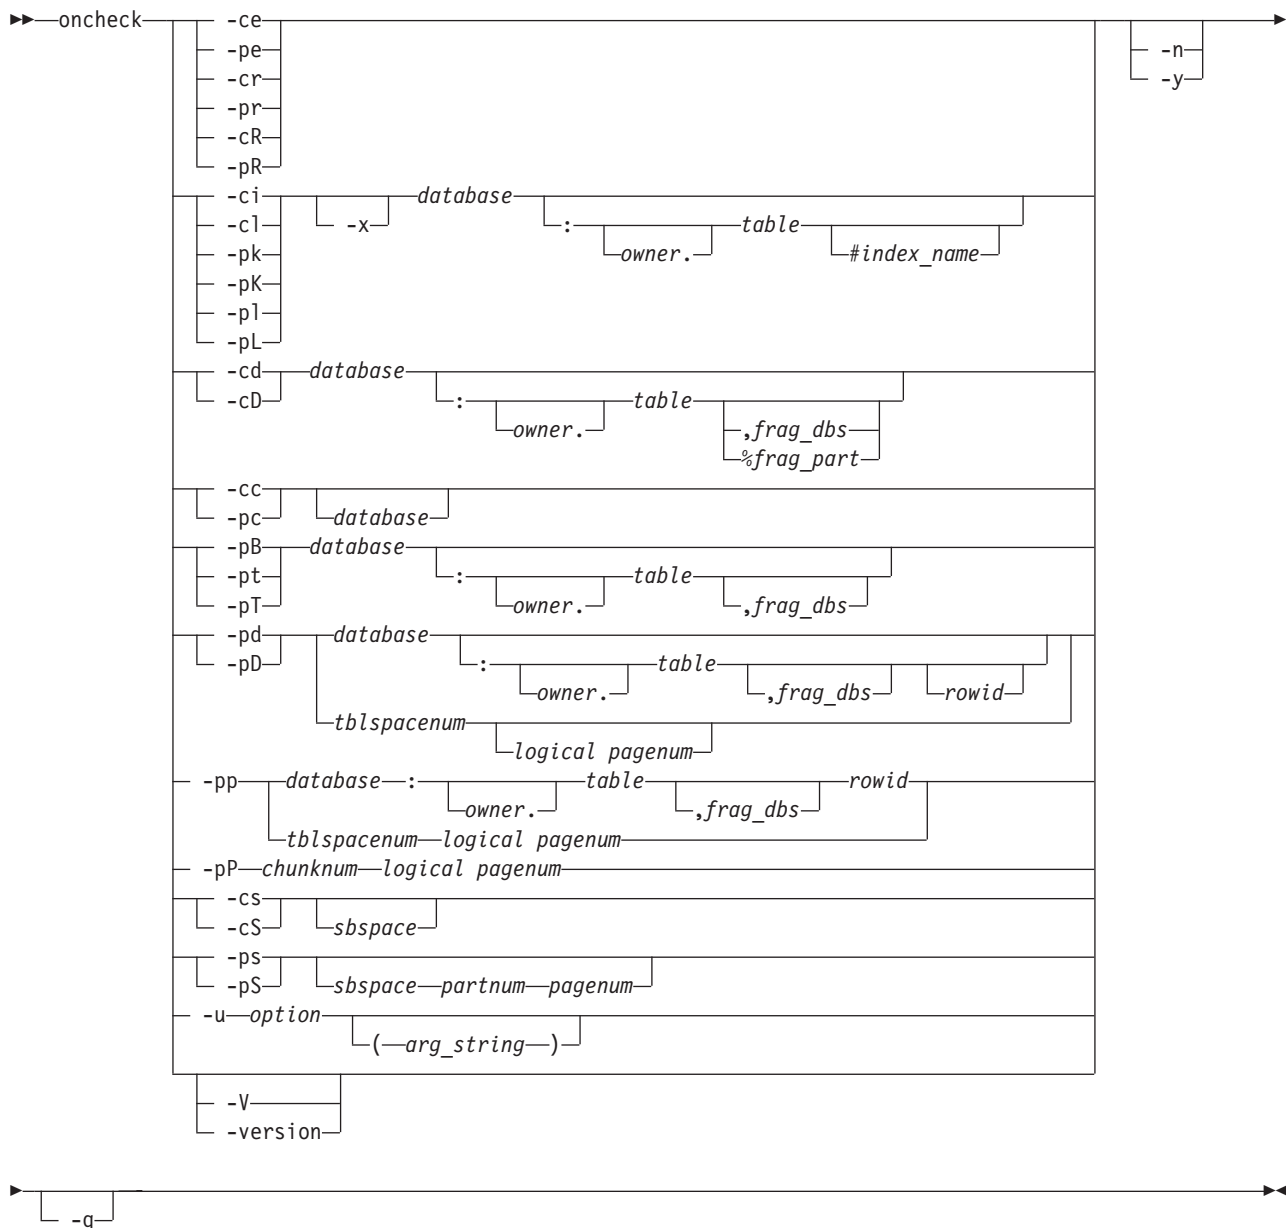 oncheck -ce
-pe -n
-cr -y
-pr
-cR
-pR
-ci database
-cl -x : table
-pk owner. #index_name
-pK
-pl
-pL
-cd database
-cD : table
owner. ,frag_dbs
%frag_part
-cc
-pc database
-pB database
-pt : table
-pT owner. ,frag_dbs
-pd database
-pD : table
owner. ,frag_dbs rowid
tblspacenum
logical pagenum
-pp database : table rowid
owner. ,frag_dbs
tblspacenum logical pagenum
-pP chunknum logical pagenum
-cs
-cS sbspace
-ps
-pS sbspace partnum pagenum
-u option
( arg_string )
-V
-version
-q